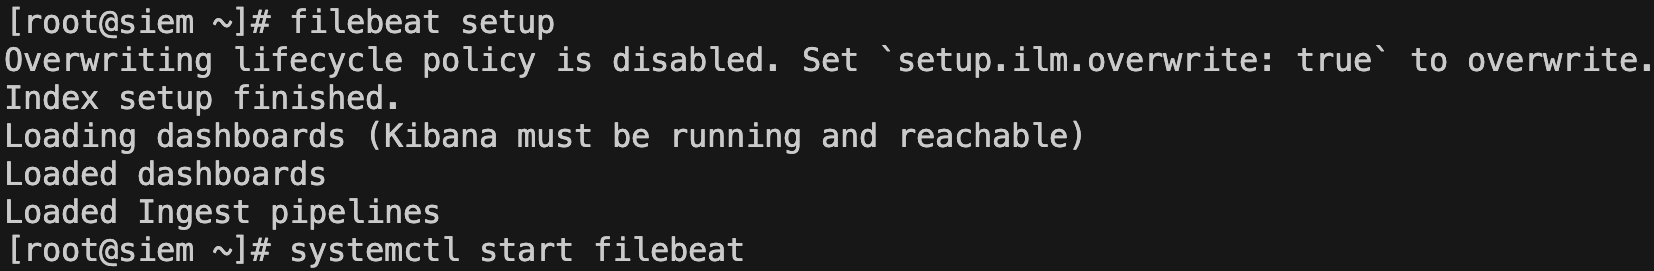 [root@siem ~]# filebeat setup
Overwriting lifecycle policy is disabled. Set `setup.ilm.overwrite: true` to overwrite.
Index setup finished.
Loading dashboards (Kibana must be running and reachable)
Loaded dashboards
Loaded Ingest pipelines
[root@siem ~]# systemctl start filebeat